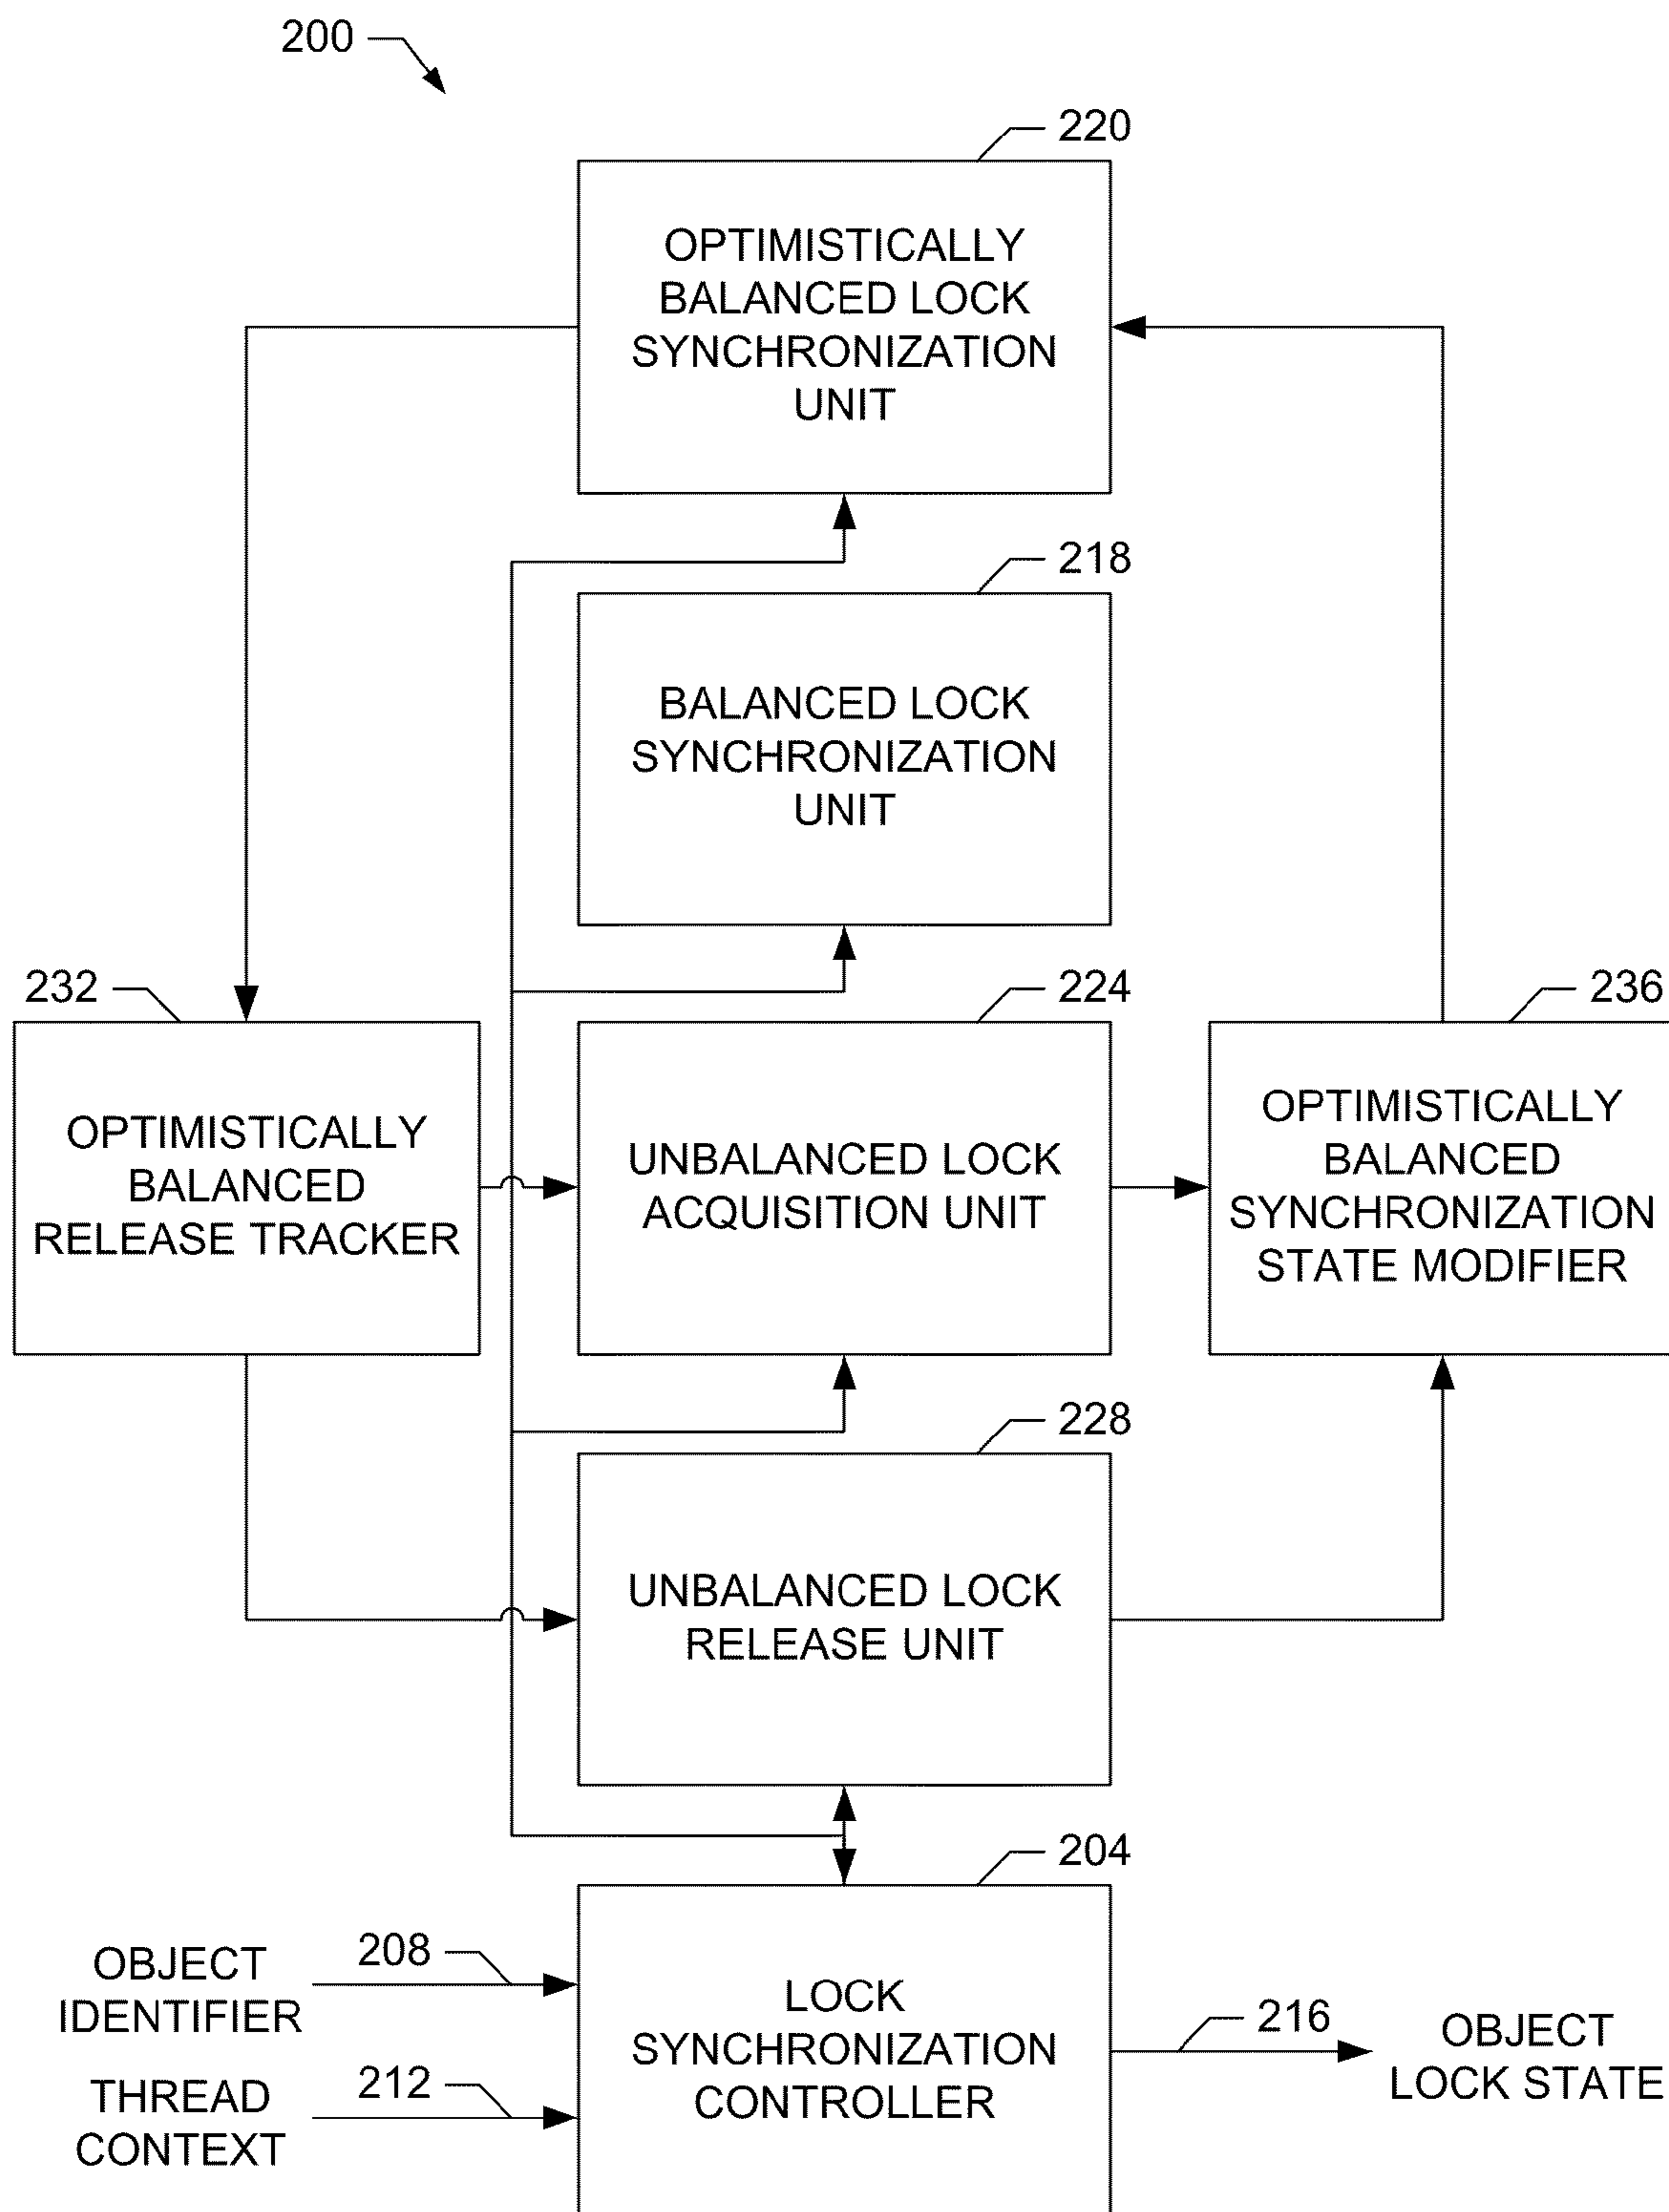 200
220
OPTIMISTICALLY
BALANCED LOCK
SYNCHRONIZATION
UNIT
218
BALANCED LOCK
SYNCHRONIZATION
UNIT
232
OPTIMISTICALLY
BALANCED
RELEASE TRACKER
224
UNBALANCED LOCK
ACQUISITION UNIT
236
OPTIMISTICALLY
BALANCED
SYNCHRONIZATION
STATE MODIFIER
228
UNBALANCED LOCK
RELEASE UNIT
204
OBJECT
IDENTIFIER
208
THREAD
CONTEXT
212
LOCK
SYNCHRONIZATION
CONTROLLER
216
OBJECT
LOCK STATE